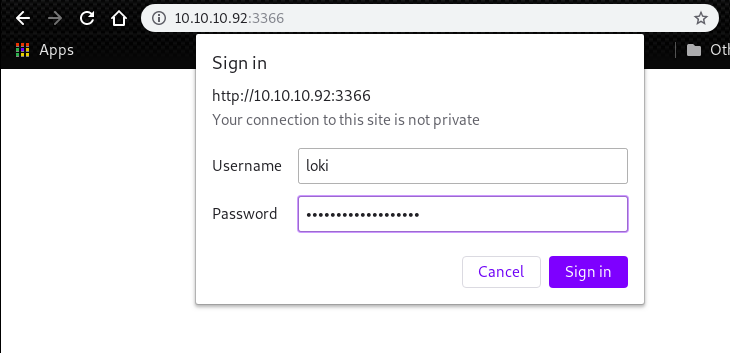 10.10.10.92:3366
Apps
Sign in
http://10.10.10.92:3366
Your connection to this site is not private
Username
loki
Password
•••••••••••••••••••
Cancel
Sign in